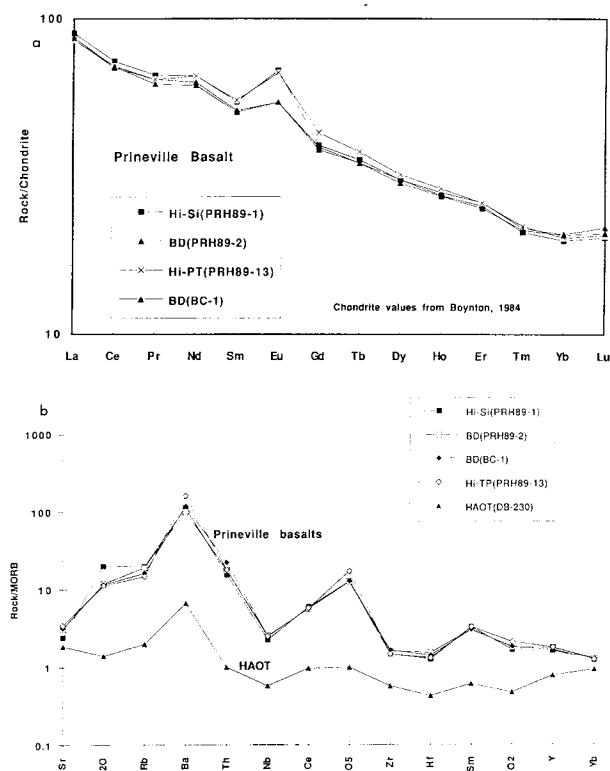 100
a
Rock/Chondrite
Prineville Basalt
Hi-Si(PRH89-1)
BD(PRH89-2)
Hi-PT(PRH89-13)
BD(BC-1)
Chondrite values from Boynton, 1984
10
La Ce Pr Nd Sm Eu Gd Tb Dy Ho Er Tm Yb Lu
b
Hi-Si(PRH89-1)
BD(PRH89-2)
BD(BC-1)
Hi-TP(PRH89-13)
HAOT(DB-230)
1000
100
Prineville basalts
Rock/MORB
10
1
HAOT
0.1
Sr 2O Rb Ba Th Nb Ce O5 Zr Hf Sm O2 Y Yb